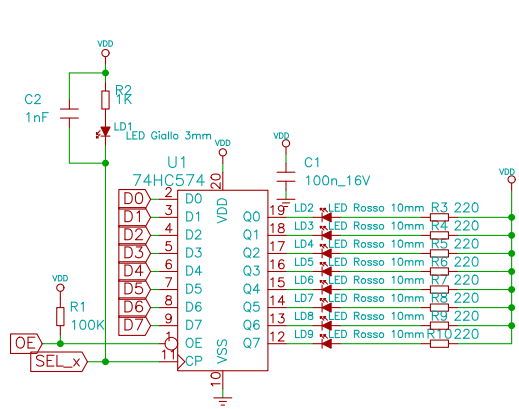 VDD
C2
1nF
R2
1K
LD1
LED Giallo 3mm
U1
74HC574
VDD
VDD
C1
100n_16V
VDD
20
VDD
VSS
10
D0 2 D0
D1 3 D1
D2 4 D2
D3 5 D3
D4 6 D4
D5 7 D5
D6 8 D6
D7 9 D7
OE 1 OE
SEL_x 11 CP
VDD
R1
100K
Q0 19 LD2 LED Rosso 10mm R3 220
Q1 18 LD3 LED Rosso 10mm R4 220
Q2 17 LD4 LED Rosso 10mm R5 220
Q3 16 LD5 LED Rosso 10mm R6 220
Q4 15 LD6 LED Rosso 10mm R7 220
Q5 14 LD7 LED Rosso 10mm R8 220
Q6 13 LD8 LED Rosso 10mm R9 220
Q7 12 LD9 LED Rosso 10mm R10 220